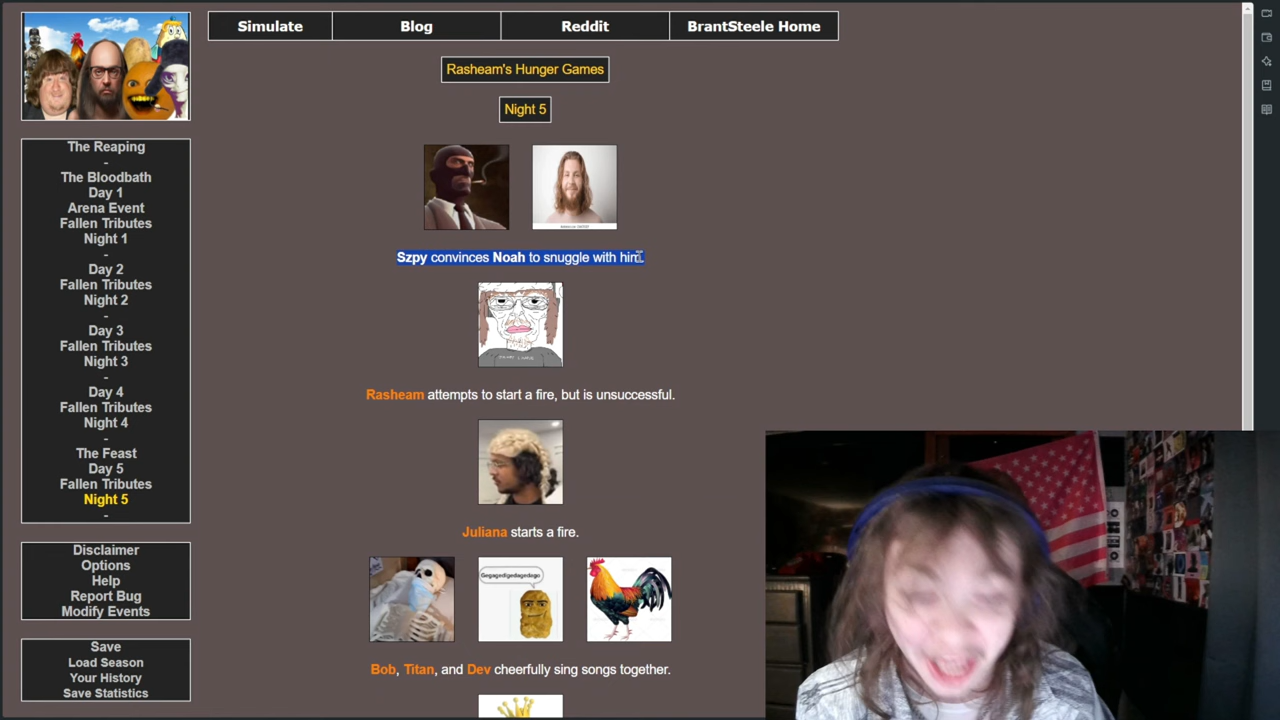 Simulate
Blog
Reddit
BrantSteele Home
Rasheam's Hunger Games
Night 5
The Reaping
-
The Bloodbath
Day 1
Arena Event
Fallen Tributes
Night 1
-
Day 2
Fallen Tributes
Night 2
-
Day 3
Fallen Tributes
Night 3
-
Day 4
Fallen Tributes
Night 4
-
The Feast
Day 5
Fallen Tributes
Night 5
-
Disclaimer
Options
Help
Report Bug
Modify Events
Save
Load Season
Your History
Save Statistics
Szpy convinces Noah to snuggle with him.
Rasheam attempts to start a fire, but is unsuccessful.
Juliana starts a fire.
Gegagedigedagedago
Bob, Titan, and Dev cheerfully sing songs together.